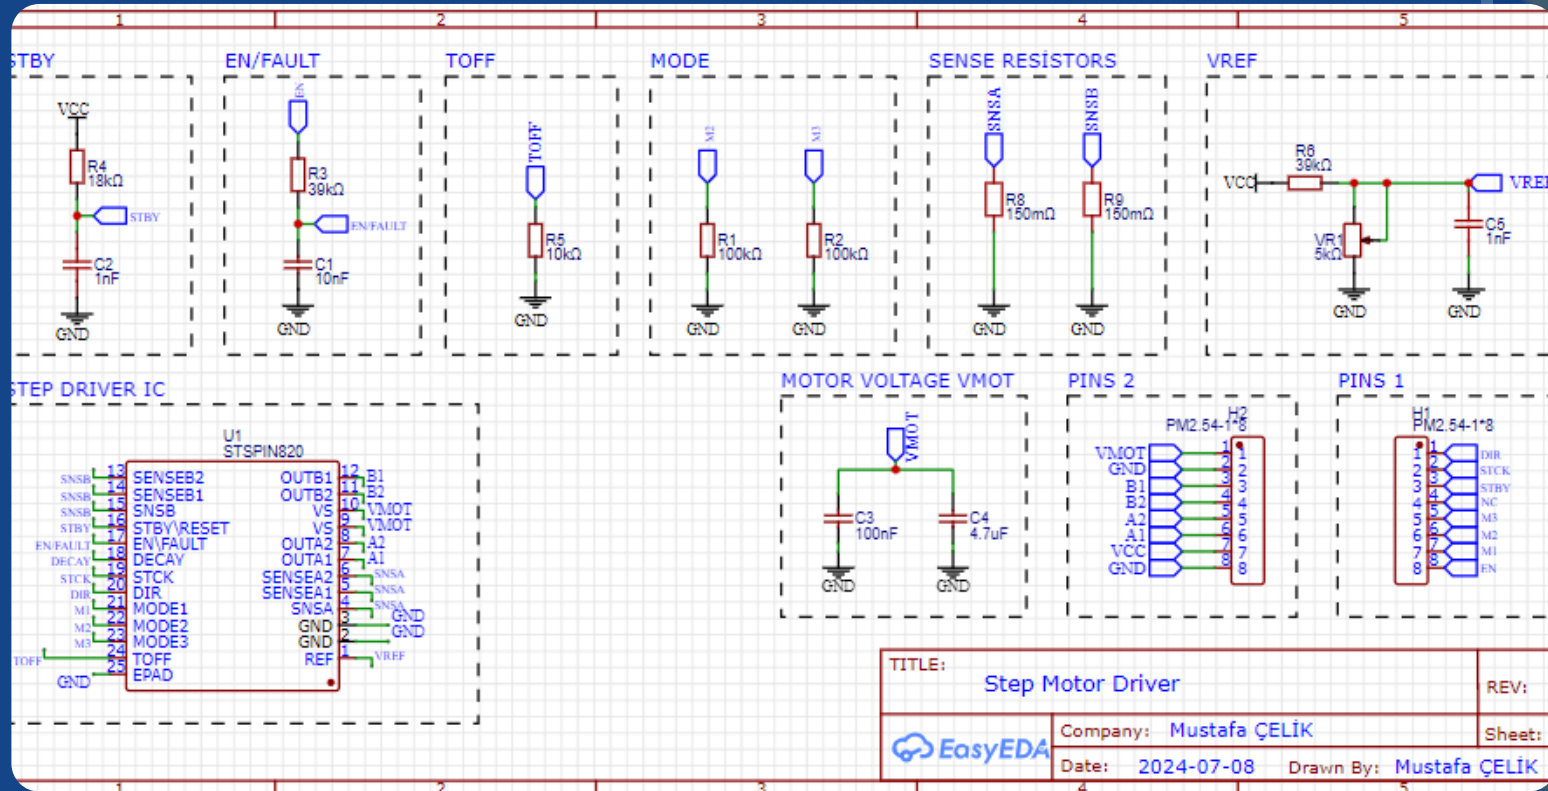 1 2 3 4 5
STBY
VCC
R4
18kΩ
STBY
C2
1nF
GND
EN/FAULT
EN
R3
39kΩ
EN/FAULT
C1
10nF
GND
TOFF
TOFF
R5
10kΩ
GND
MODE
M2
R1
100kΩ
GND
M3
R2
100kΩ
GND
SENSE RESİSTORS
SNSA
R8
150mΩ
GND
SNSB
R9
150mΩ
GND
VREF
VCC
R6
39kΩ
VR1
5kΩ
GND
VREF
C5
1nF
GND
STEP DRIVER IC
U1
STSPIN820
SNSB 13 SENSEB2
SNSB 14 SENSEB1
SNSB 15 SNSB
STBY 16 STBY\RESET
EN/FAULT 17 EN\FAULT
DECAY 18 DECAY
STCK 19 STCK
DIR 20 DIR
M1 21 MODE1
M2 22 MODE2
M3 23 MODE3
TOFF 24 TOFF
GND 25 EPAD
OUTB1 12 B1
OUTB2 11 B2
VS 10 VMOT
VS 9 VMOT
OUTA2 8 A2
OUTA1 7 A1
SENSEA2 6 SNSA
SENSEA1 5 SNSA
SNSA 4 SNSA
GND 3 GND
GND 2 GND
REF 1 VREF
MOTOR VOLTAGE VMOT
VMOT
C3
100nF
GND
C4
4.7uF
GND
PINS 2
H2
PM2.54-1*8
VMOT 1 1
GND 2 2
B1 3 3
B2 4 4
A2 5 5
A1 6 6
VCC 7 7
GND 8 8
PINS 1
H1
PM2.54-1*8
1 1 DIR
2 2 STCK
3 3 STBY
4 4 NC
5 5 M3
6 6 M2
7 7 M1
8 8 EN
TITLE:
Step Motor Driver
REV:
EasyEDA
Company: Mustafa ÇELİK
Sheet:
Date: 2024-07-08 Drawn By: Mustafa ÇELİK
1 2 3 4 5